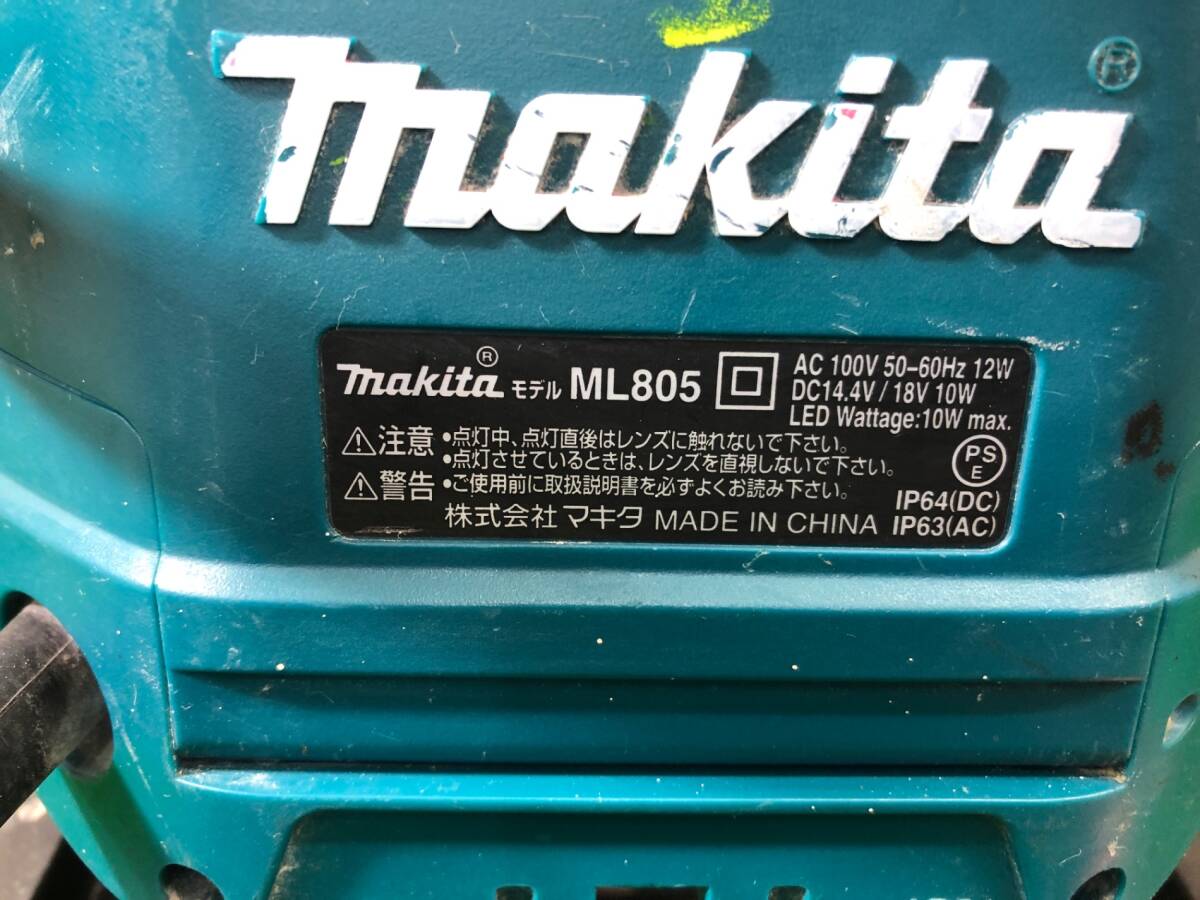 makita ®
makita ® モデル ML805
AC 100V 50-60Hz 12W
DC14.4V / 18V 10W
LED Wattage:10W max.
⚠注意 •点灯中、点灯直後はレンズに触れないで下さい。
•点灯させているときは、レンズを直視しないで下さい。
⚠警告 •ご使用前に取扱説明書を必ずよくお読み下さい。
PS
E
IP64(DC)
株式会社 マキタ MADE IN CHINA IP63(AC)